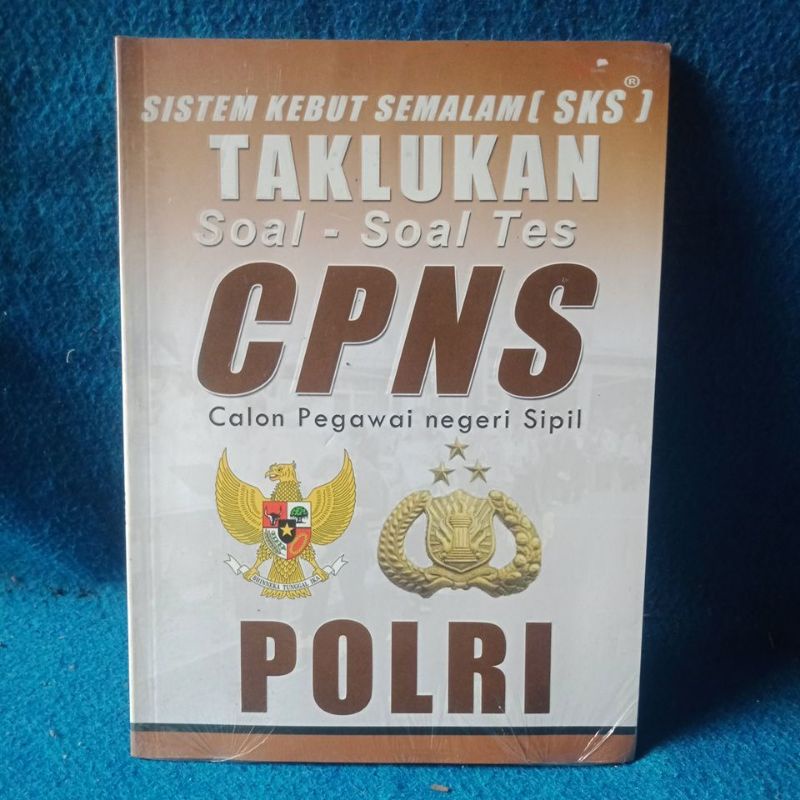 SISTEM KEBUT SEMALAM ( SKS® )
TAKLUKAN
Soal - Soal Tes
CPNS
Calon Pegawai negeri Sipil
BHINNEKA TUNGGAL IKA
POLRI